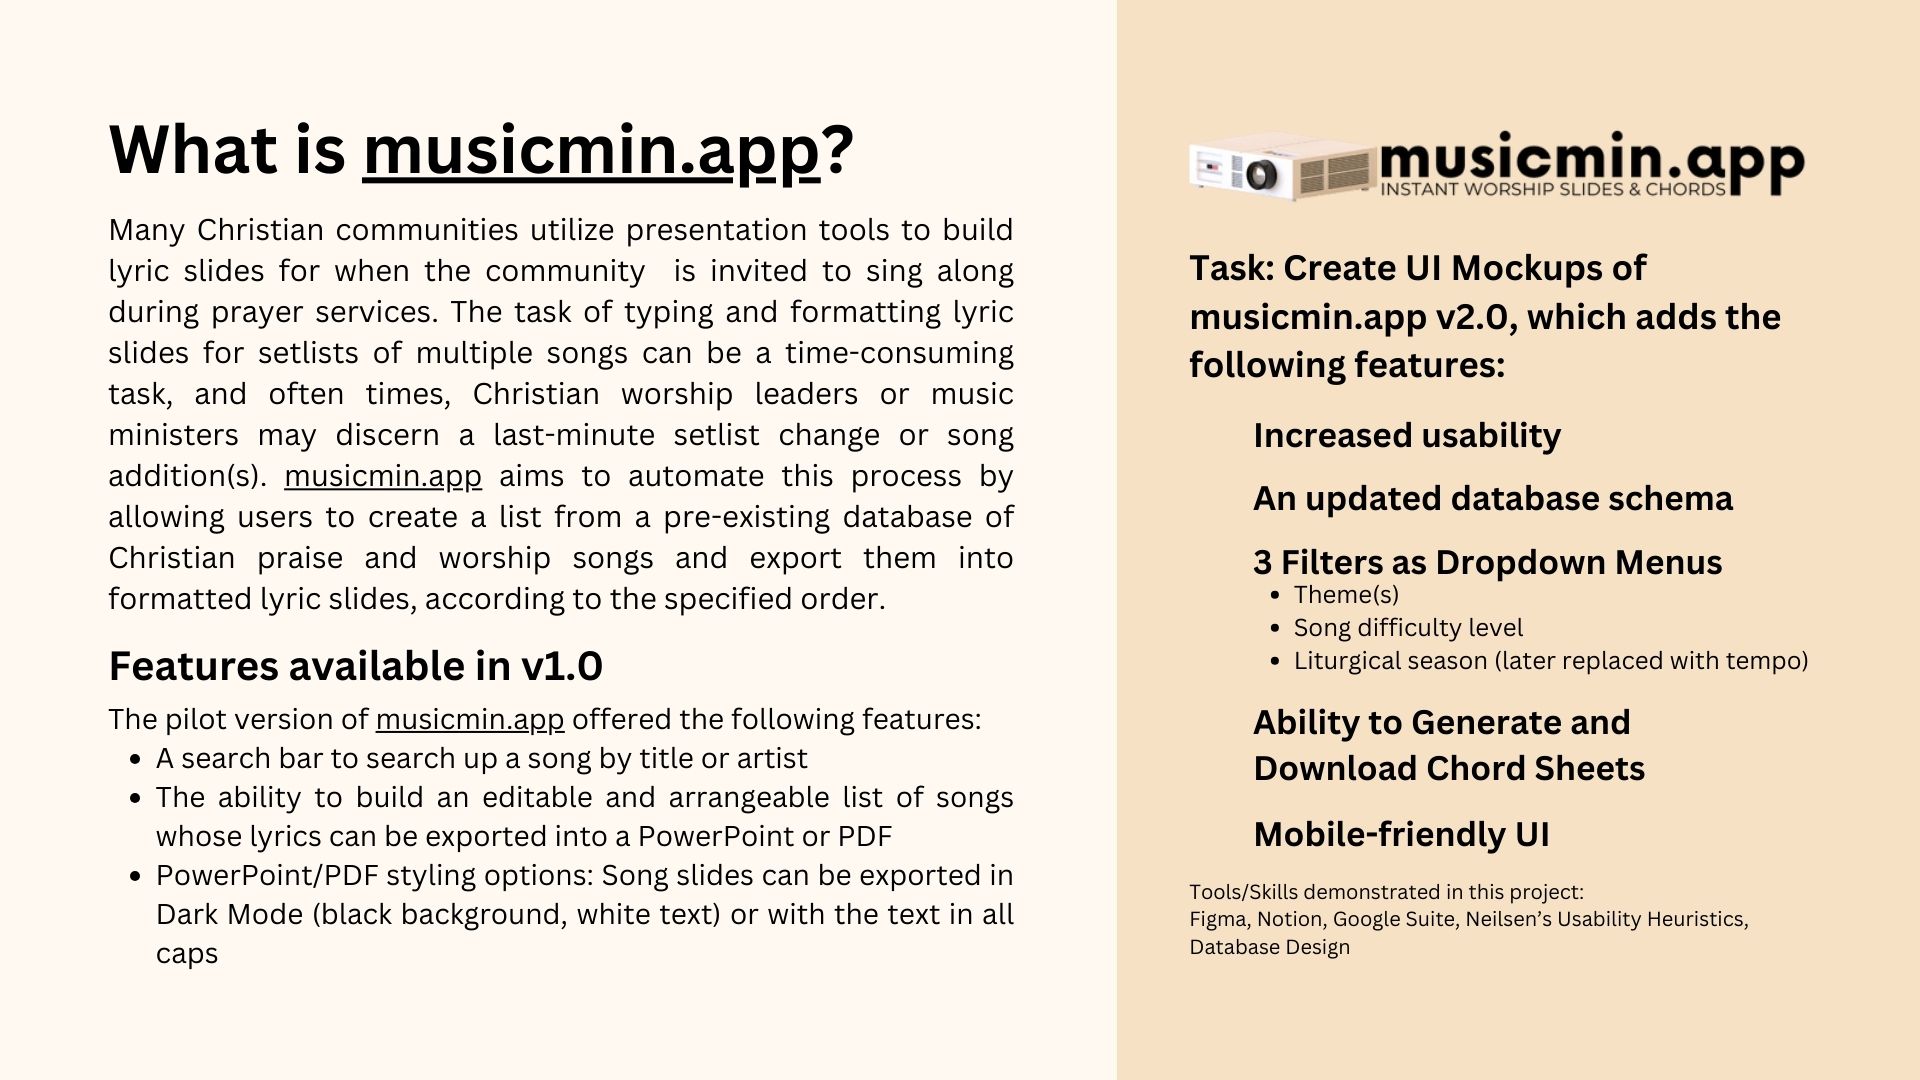 What is musicmin.app?
Many Christian communities utilize presentation tools to build
lyric slides for when the community  is invited to sing along
during prayer services. The task of typing and formatting lyric
slides for setlists of multiple songs can be a time-consuming
task, and often times, Christian worship leaders or music
ministers may discern a last-minute setlist change or song
addition(s). musicmin.app aims to automate this process by
allowing users to create a list from a pre-existing database of
Christian praise and worship songs and export them into
formatted lyric slides, according to the specified order.
Features available in v1.0
The pilot version of musicmin.app offered the following features:
• A search bar to search up a song by title or artist
• The ability to build an editable and arrangeable list of songs
whose lyrics can be exported into a PowerPoint or PDF
• PowerPoint/PDF styling options: Song slides can be exported in
Dark Mode (black background, white text) or with the text in all
caps
musicmin.app
INSTANT WORSHIP SLIDES & CHORDS
Task: Create UI Mockups of
musicmin.app v2.0, which adds the
following features:
Increased usability
An updated database schema
3 Filters as Dropdown Menus
• Theme(s)
• Song difficulty level
• Liturgical season (later replaced with tempo)
Ability to Generate and
Download Chord Sheets
Mobile-friendly UI
Tools/Skills demonstrated in this project:
Figma, Notion, Google Suite, Neilsen’s Usability Heuristics,
Database Design